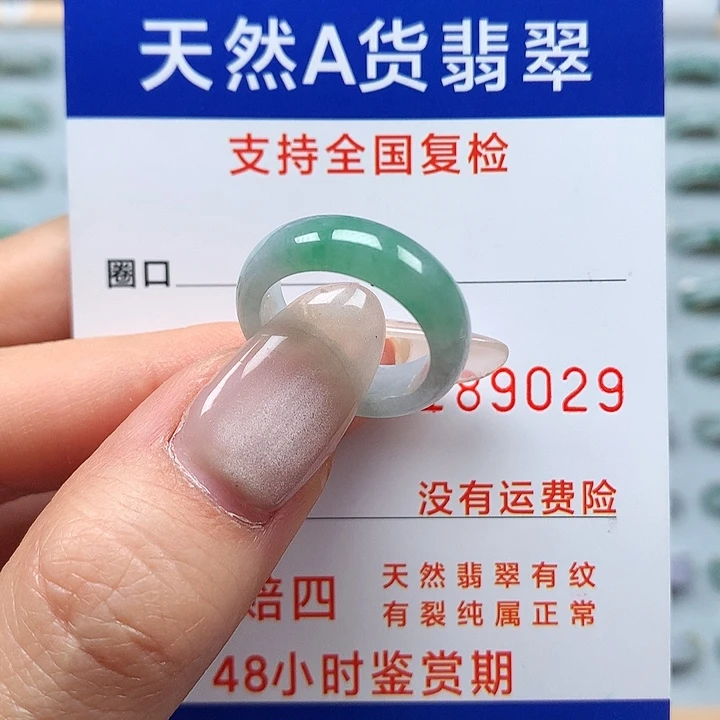 天然A货翡翠
支持全国复检
圈口
89029
没有运费险
赔四
天然翡翠有纹
有裂纯属正常
48小时鉴赏期